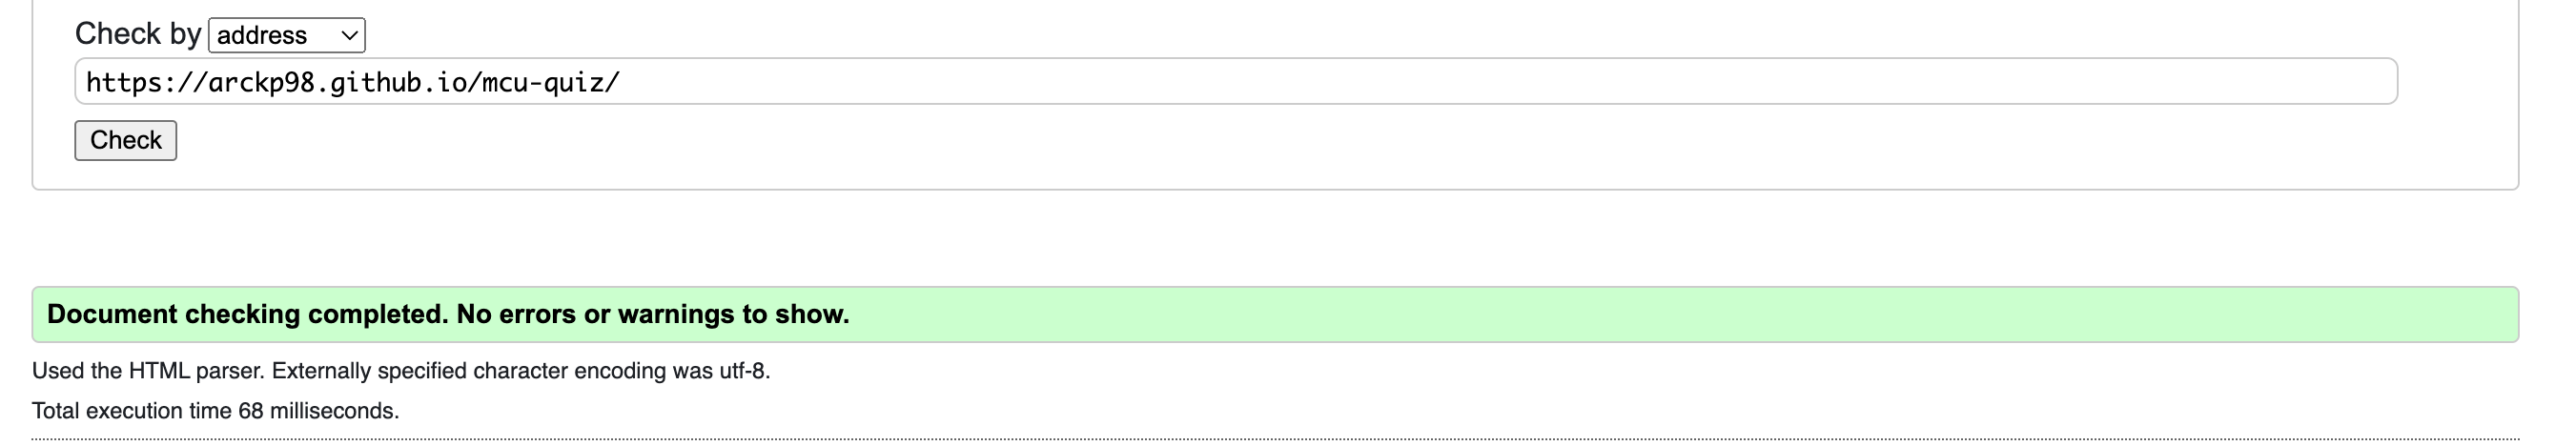 Check by address
https://arckp98.github.io/mcu-quiz/
Check
Document checking completed. No errors or warnings to show.
Used the HTML parser. Externally specified character encoding was utf-8.
Total execution time 68 milliseconds.